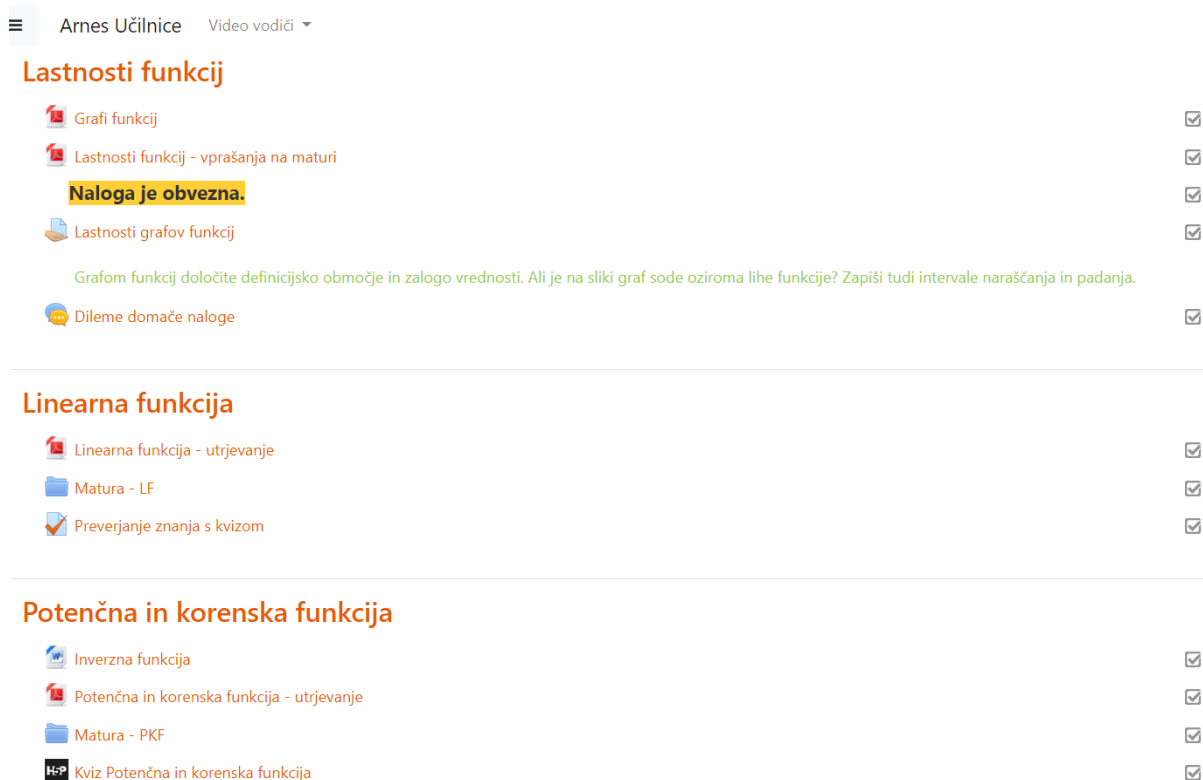 Arnes Učilnice Video vodiči
Lastnosti funkcij
Grafi funkcij
Lastnosti funkcij - vprašanja na maturi
Naloga je obvezna.
Lastnosti grafov funkcij
Grafom funkcij določite definicijsko območje in zalogo vrednosti. Ali je na sliki graf sode oziroma lihe funkcije? Zapiši tudi intervale naraščanja in padanja.
Dileme domače naloge
Linearna funkcija
Linearna funkcija - utrjevanje
Matura - LF
Preverjanje znanja s kvizom
Potenčna in korenska funkcija
Inverzna funkcija
Potenčna in korenska funkcija - utrjevanje
Matura - PKF
H5P Kviz Potenčna in korenska funkcija